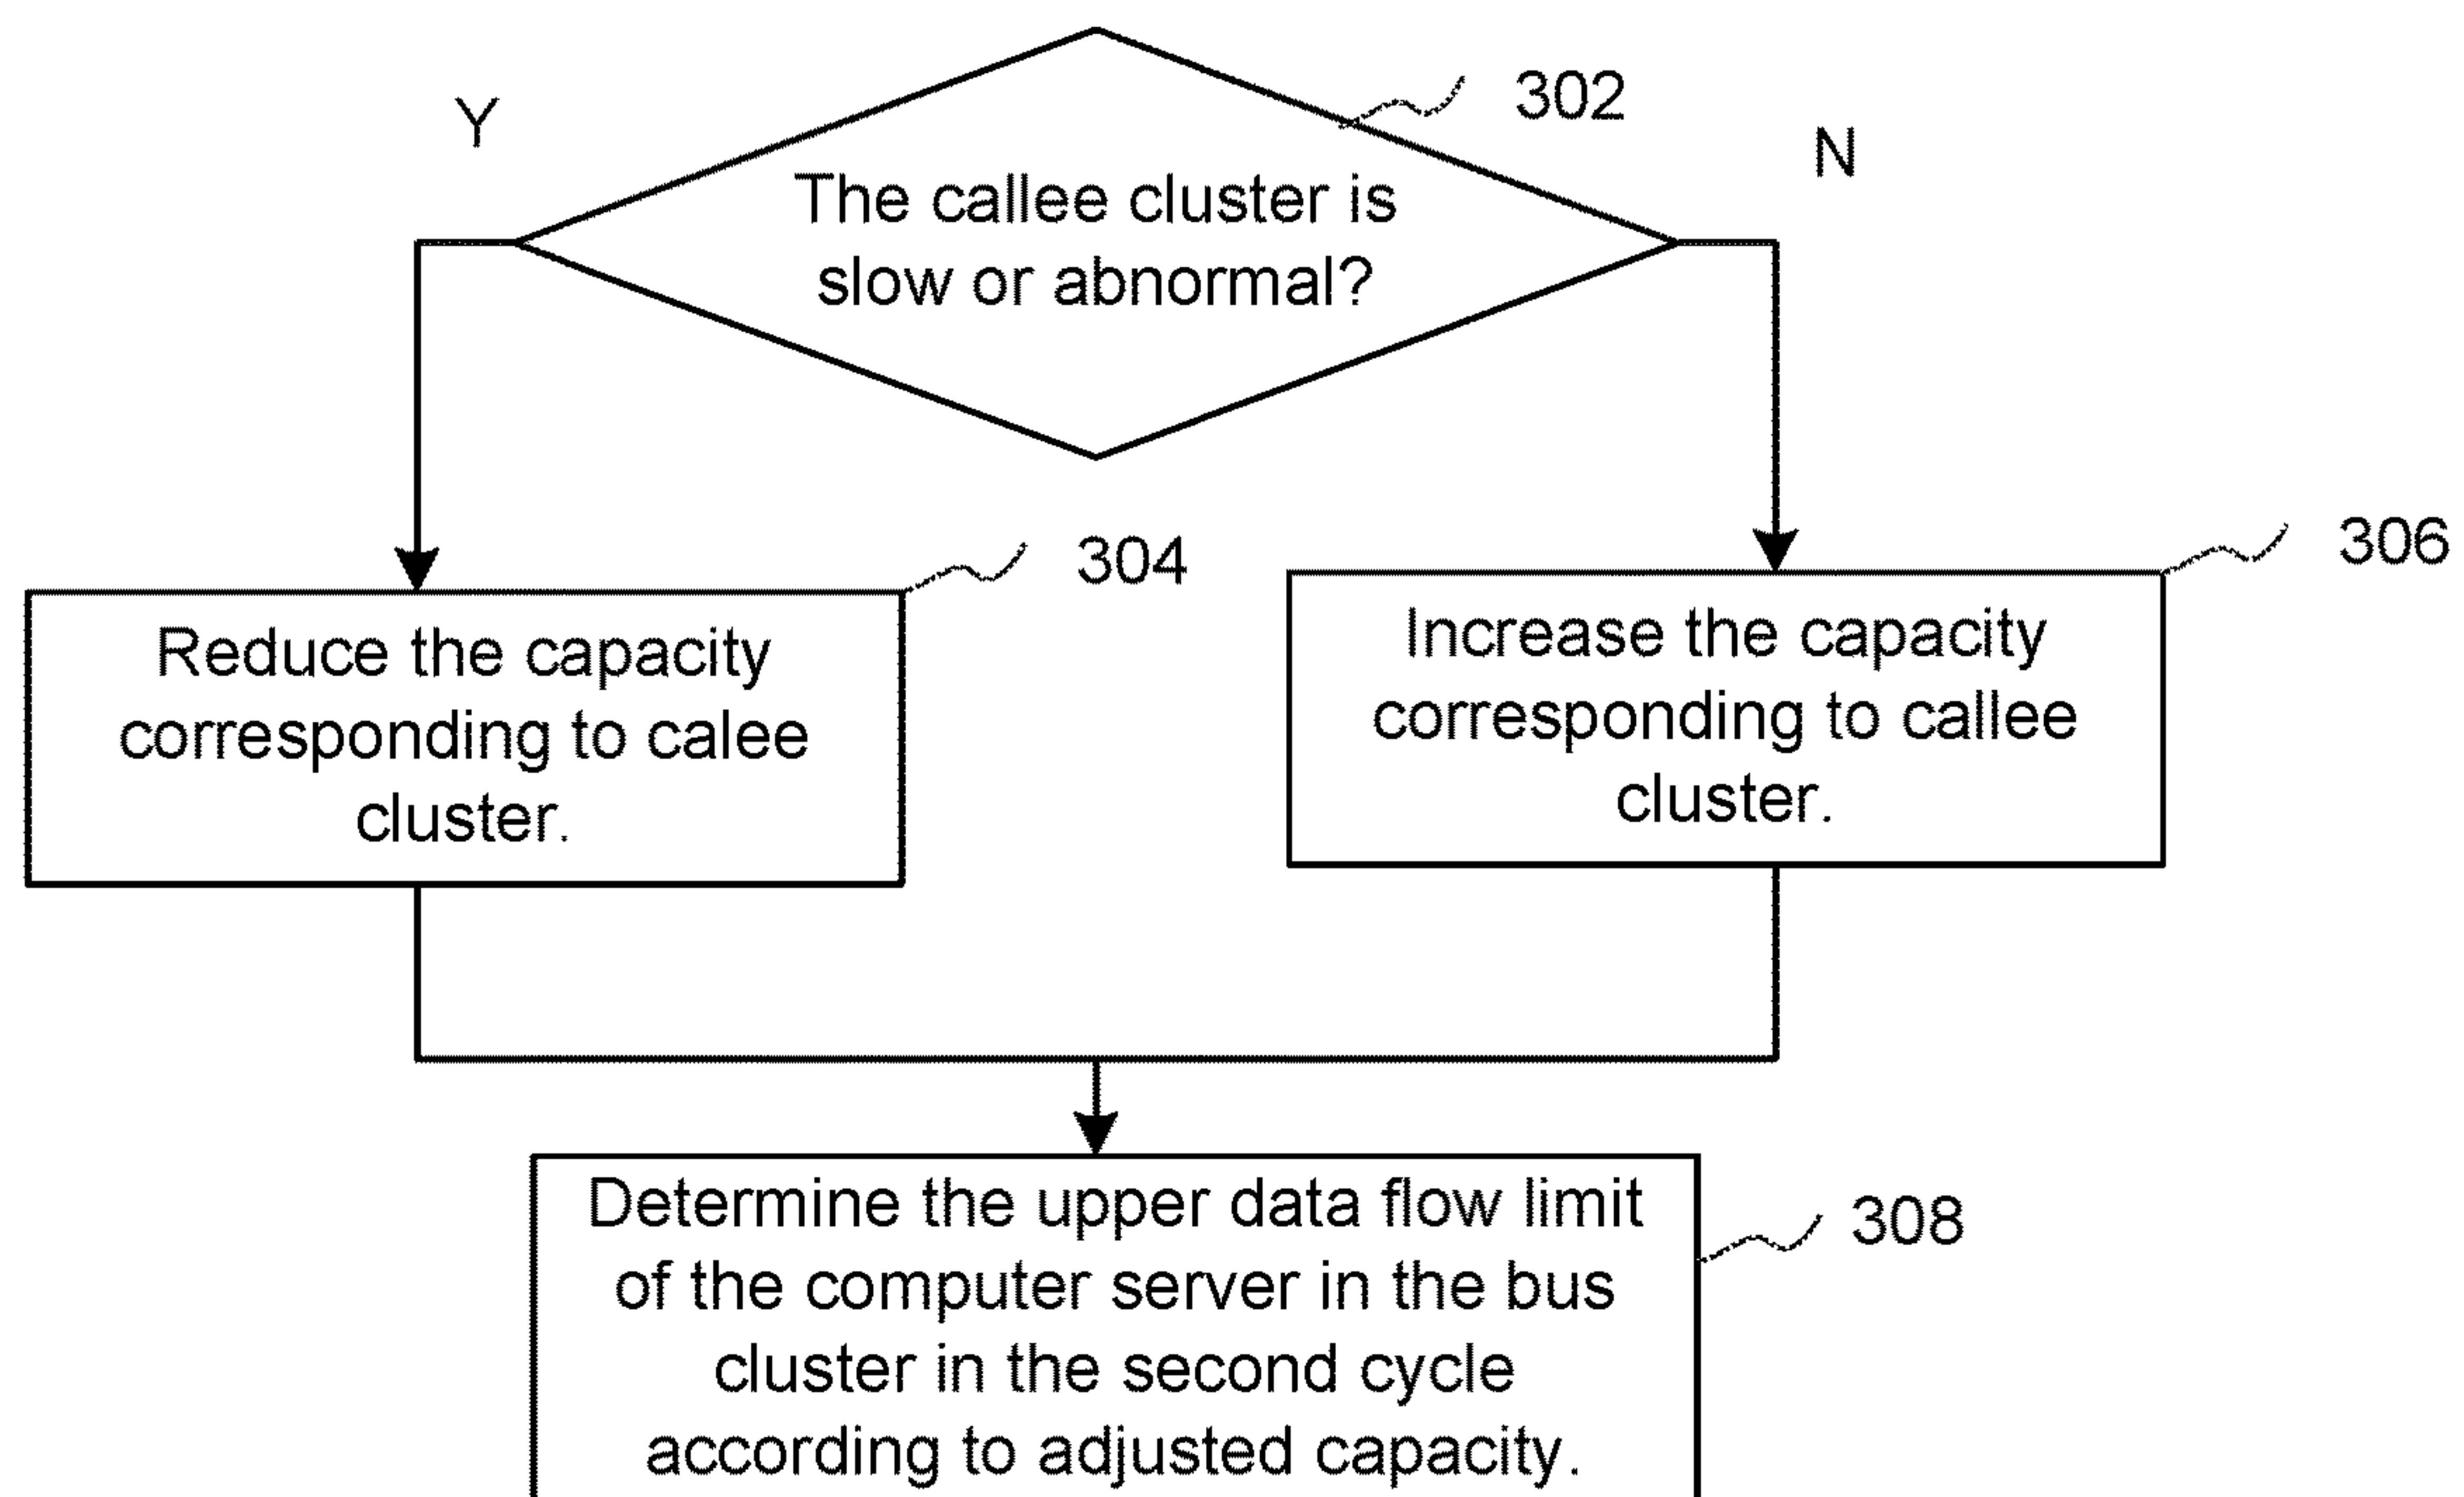 302
Y
N
The callee cluster is
slow or abnormal?
304
306
Reduce the capacity
corresponding to calee
cluster.
Increase the capacity
corresponding to callee
cluster.
Determine the upper data flow limit
of the computer server in the bus
cluster in the second cycle
according to adjusted capacity.
308